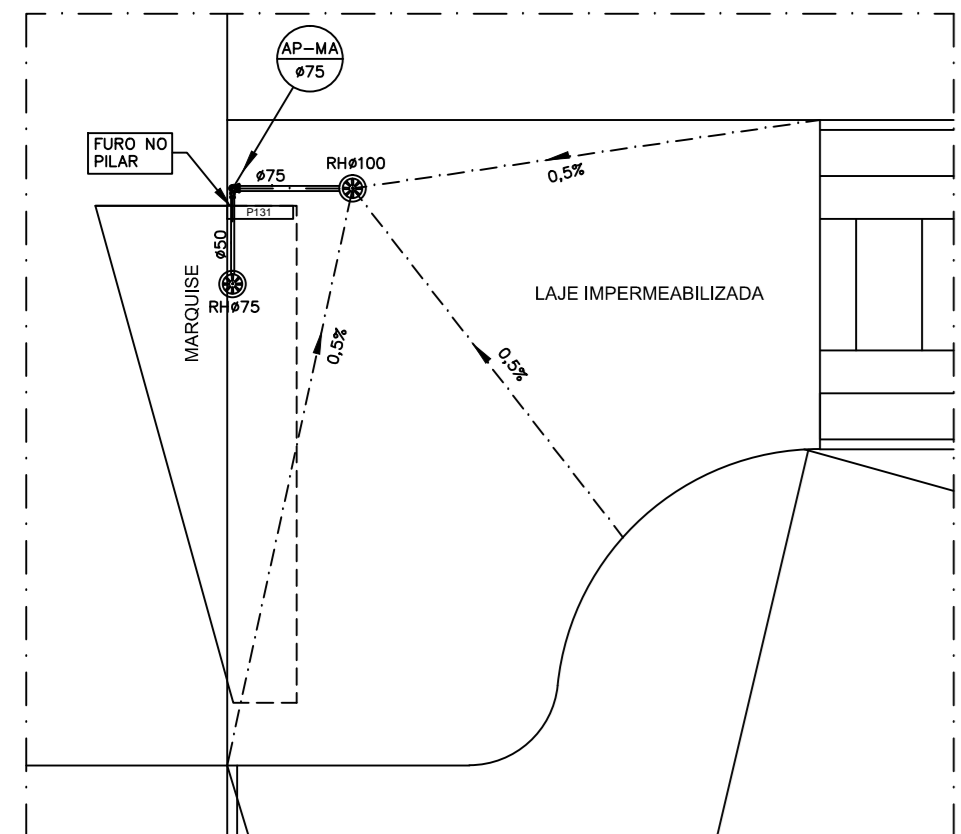 AP-MA
ø75
FURO NO
PILAR
RHø100
ø75
0,5%
P131
ø50
MARQUISE
RHø75
LAJE IMPERMEABILIZADA
0,5%
0,5%